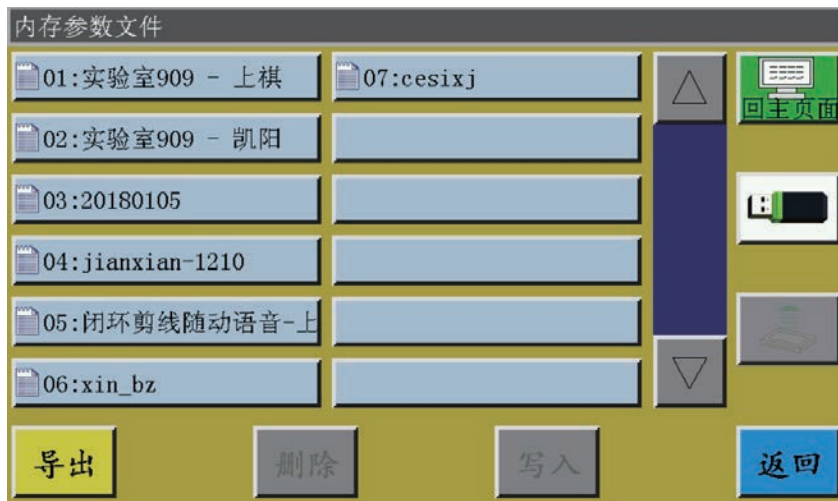 内存参数文件
01:实验室909 - 上祺
07:cesixj
回主页面
02:实验室909 - 凯阳
03:20180105
04:jianxian-1210
05:闭环剪线随动语音-上
06:xin_bz
导出
删除
写入
返回